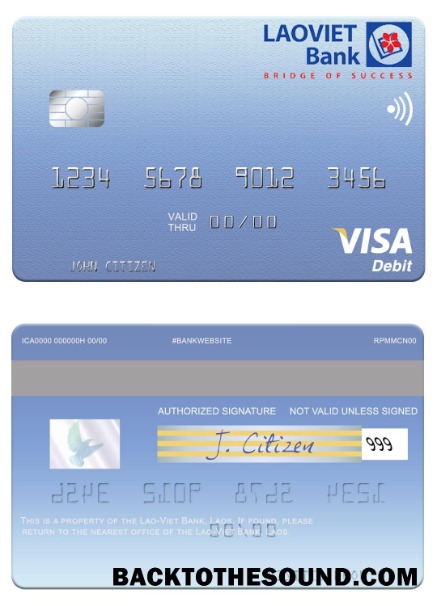 LAOVIET
Bank
BRIDGE OF SUCCESS
1234 5678 9012 3456
VALID
THRU 00/00
VISA
Debit
JOHN CITIZEN
ICA0000 000000H 00/00 #BANKWEBSITE RPMMCN00
AUTHORIZED SIGNATURE NOT VALID UNLESS SIGNED
J. Citizen 999
THIS IS A PROPERTY OF THE LAO-VIET BANK, LAOS. IF FOUND, PLEASE
RETURN TO THE NEAREST OFFICE OF THE LAO-VIET BANK, LAOS.
BACKTOTHESOUND.COM